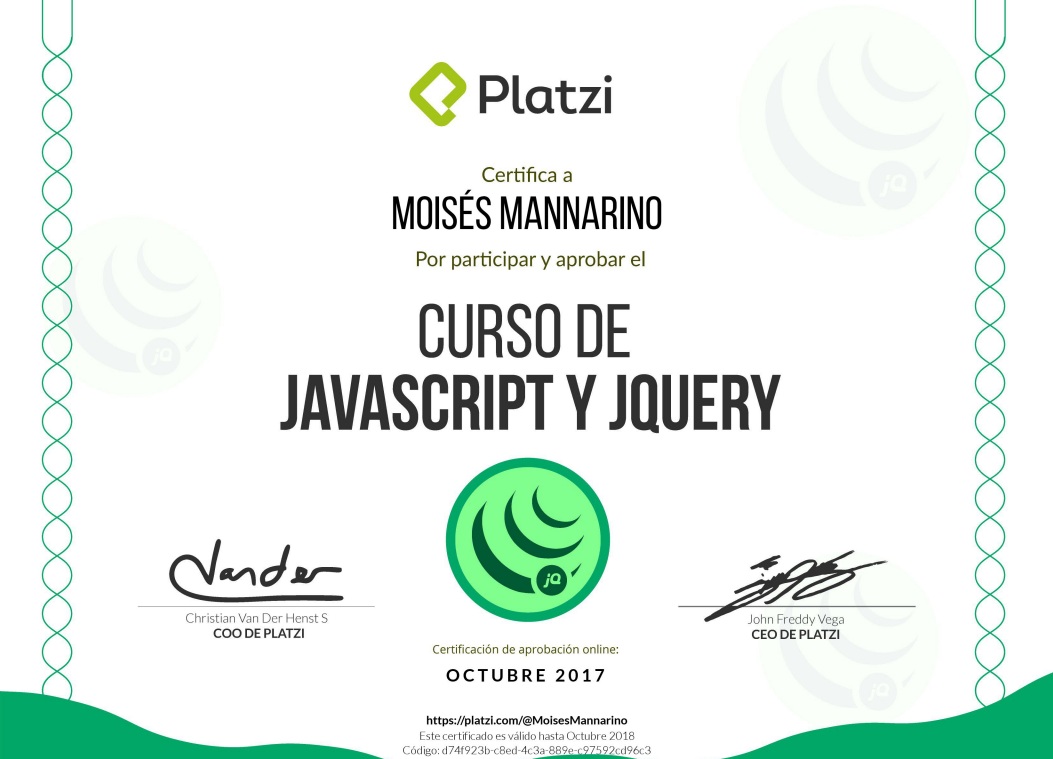 Platzi
Certifica a
MOISÉS MANNARINO
Por participar y aprobar el
CURSO DE
JAVASCRIPT Y JQUERY
jQ
Vander
Christian Van Der Henst S
COO DE PLATZI
John Freddy Vega
CEO DE PLATZI
Certificación de aprobación online:
OCTUBRE 2017
https://platzi.com/@MoisesMannarino
Este certificado es válido hasta Octubre 2018
Código: d74f923b-c8ed-4c3a-889e-c97592cd96c3